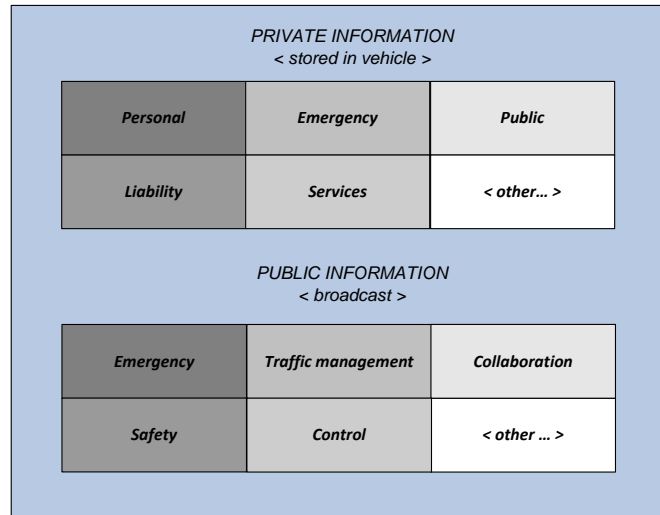 PRIVATE INFORMATION
< stored in vehicle >
Personal Emergency Public
Liability Services < other… >
PUBLIC INFORMATION
< broadcast >
Emergency Traffic management Collaboration
Safety Control < other … >